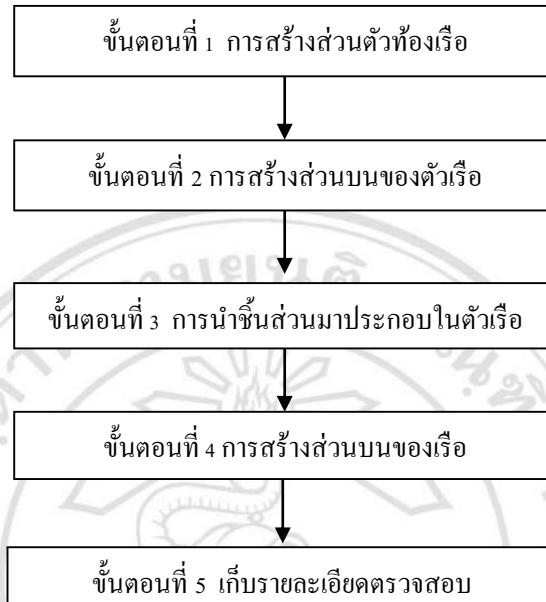 ขั้นตอนที่ 1 การสร้างส่วนตัวท้องเรือ
ขั้นตอนที่ 2 การสร้างส่วนบนของตัวเรือ
ขั้นตอนที่ 3 การนำชิ้นส่วนมาประกอบในตัวเรือ
ขั้นตอนที่ 4 การสร้างส่วนบนของเรือ
ขั้นตอนที่ 5 เก็บรายละเอียดตรวจสอบ